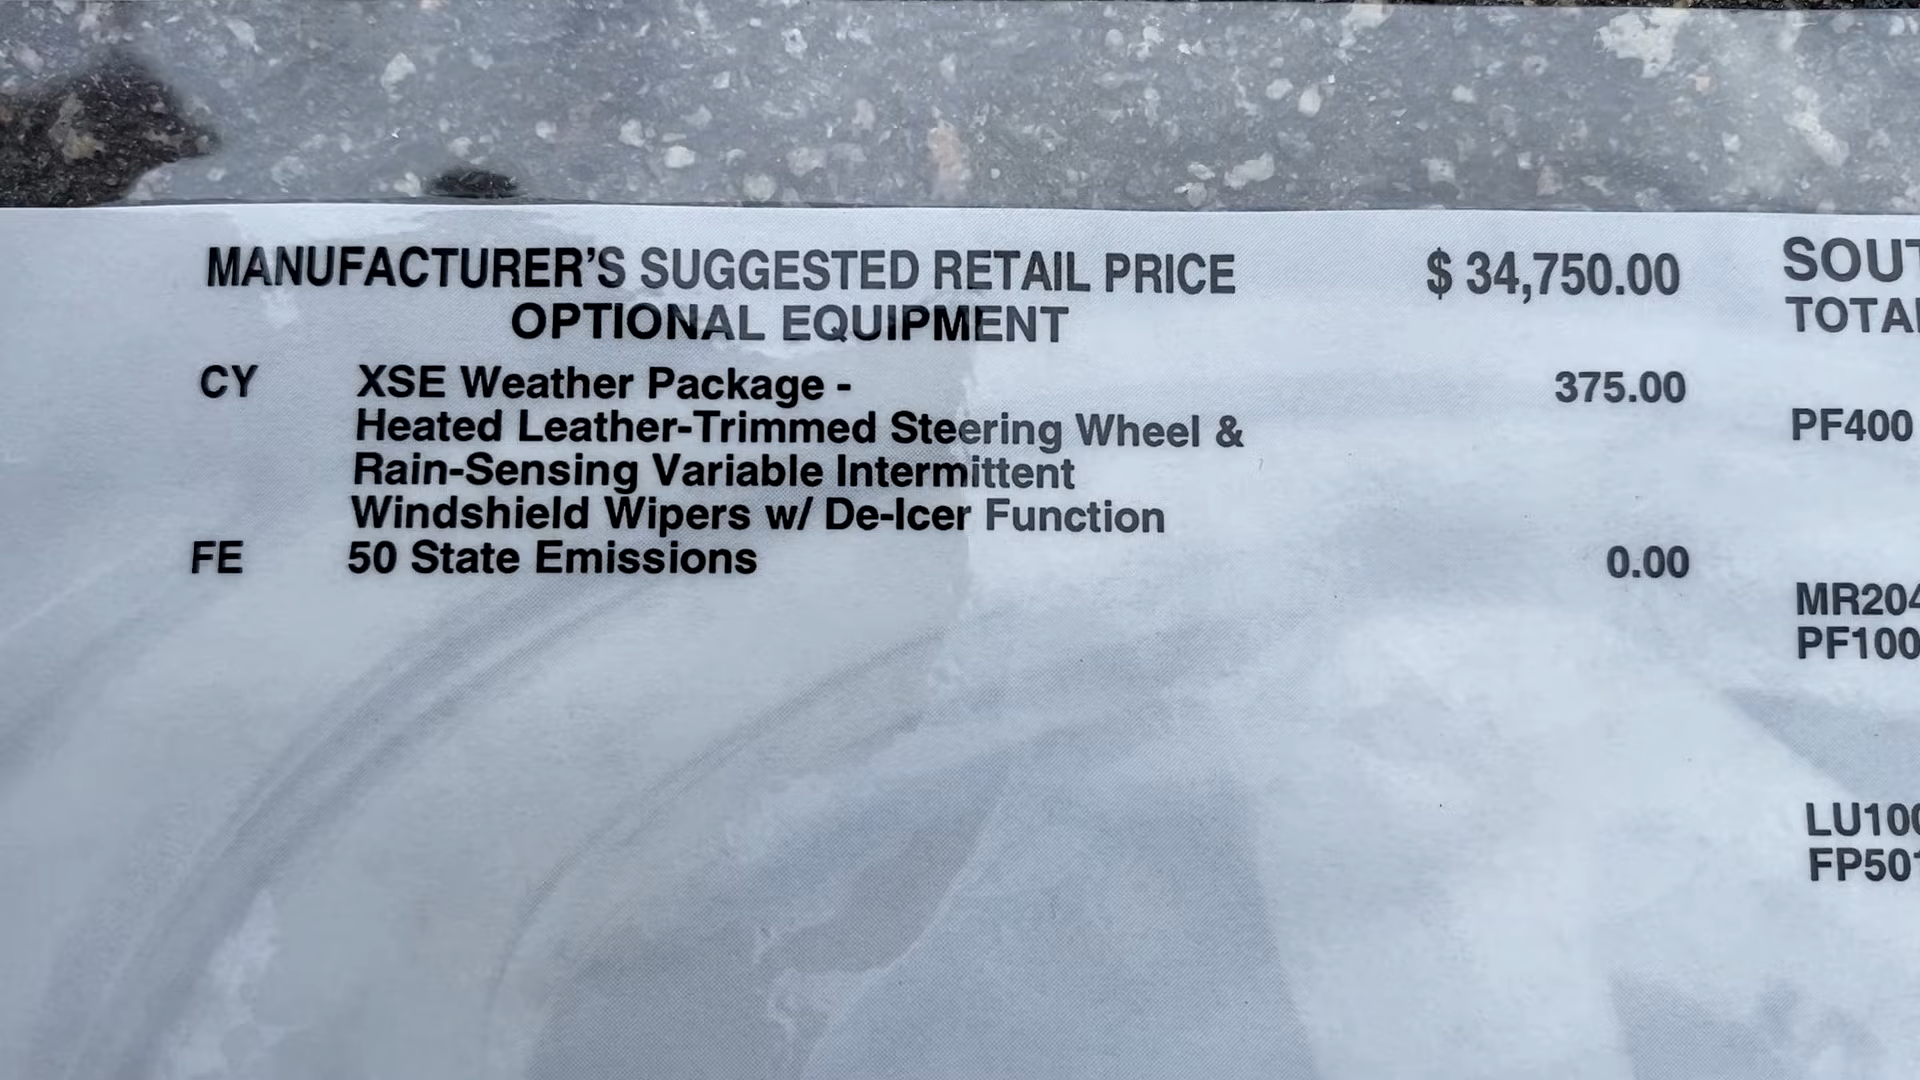 MANUFACTURER'S SUGGESTED RETAIL PRICE $ 34,750.00
OPTIONAL EQUIPMENT
CY XSE Weather Package - 375.00
Heated Leather-Trimmed Steering Wheel &
Rain-Sensing Variable Intermittent
Windshield Wipers w/ De-Icer Function
FE 50 State Emissions 0.00
PF400